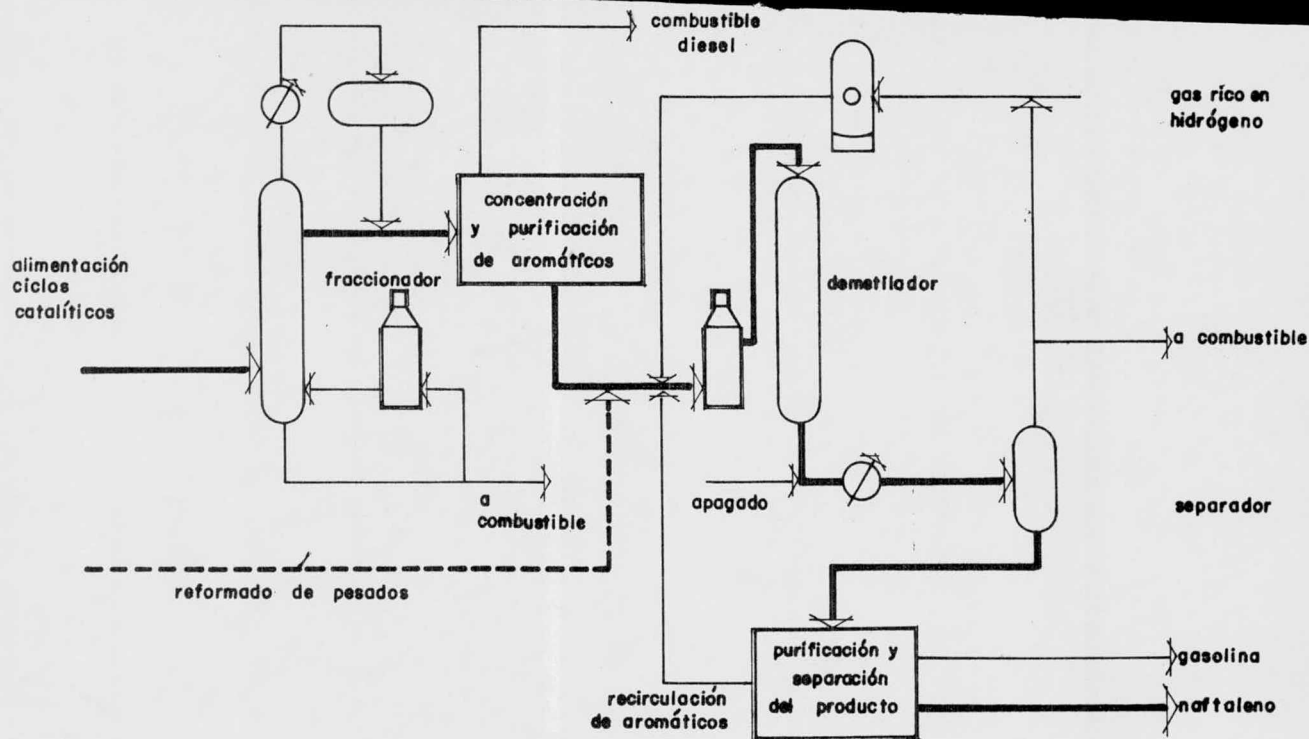 combustible
diesel
gas rico en
hidrógeno
concentración
y purificación
de aromáticos
alimentación
ciclos
catalíticos
fraccionador
demetilador
a combustible
a
combustible
apagado
separador
reformado de pesados
purificación y
separación
del producto
gasolina
naftaleno
recirculación
de aromáticos